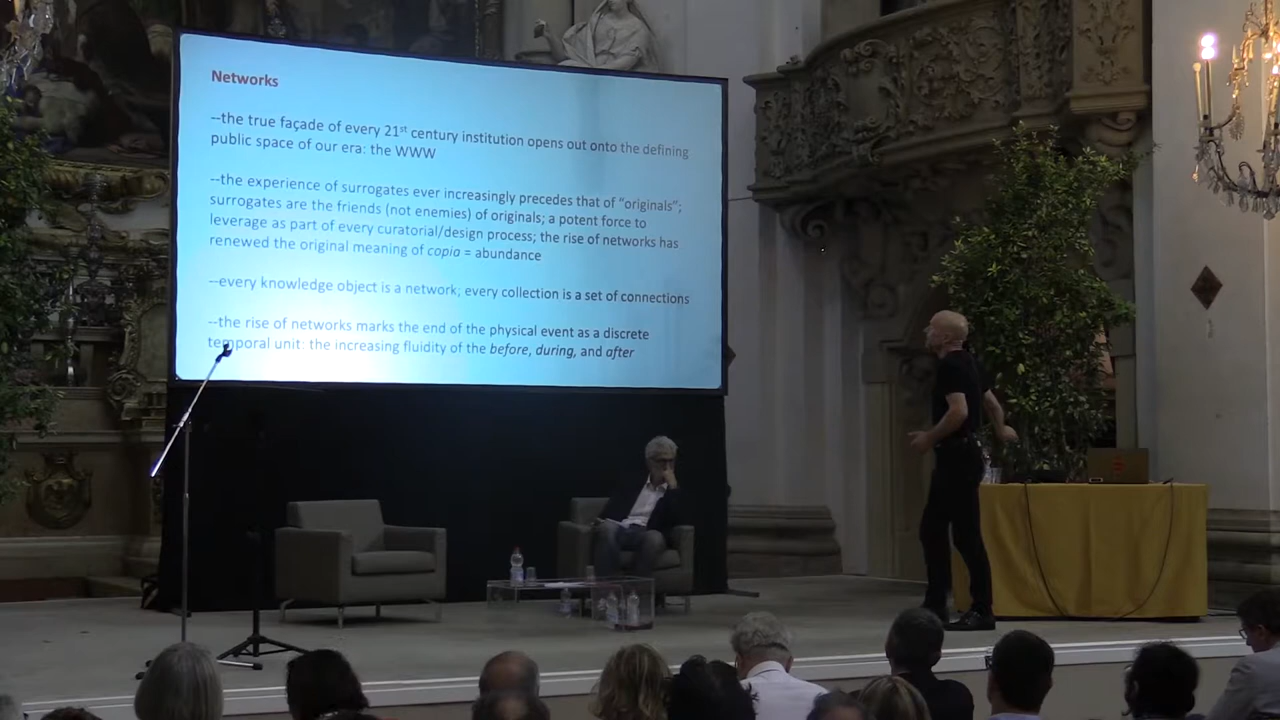 Networks
--the true façade of every 21st century institution opens out onto the defining
public space of our era: the WWW
--the experience of surrogates ever increasingly precedes that of “originals”;
surrogates are the friends (not enemies) of originals; a potent force to
leverage as part of every curatorial/design process; the rise of networks has
renewed the original meaning of copia = abundance
--every knowledge object is a network; every collection is a set of connections
--the rise of networks marks the end of the physical event as a discrete
temporal unit: the increasing fluidity of the before, during, and after